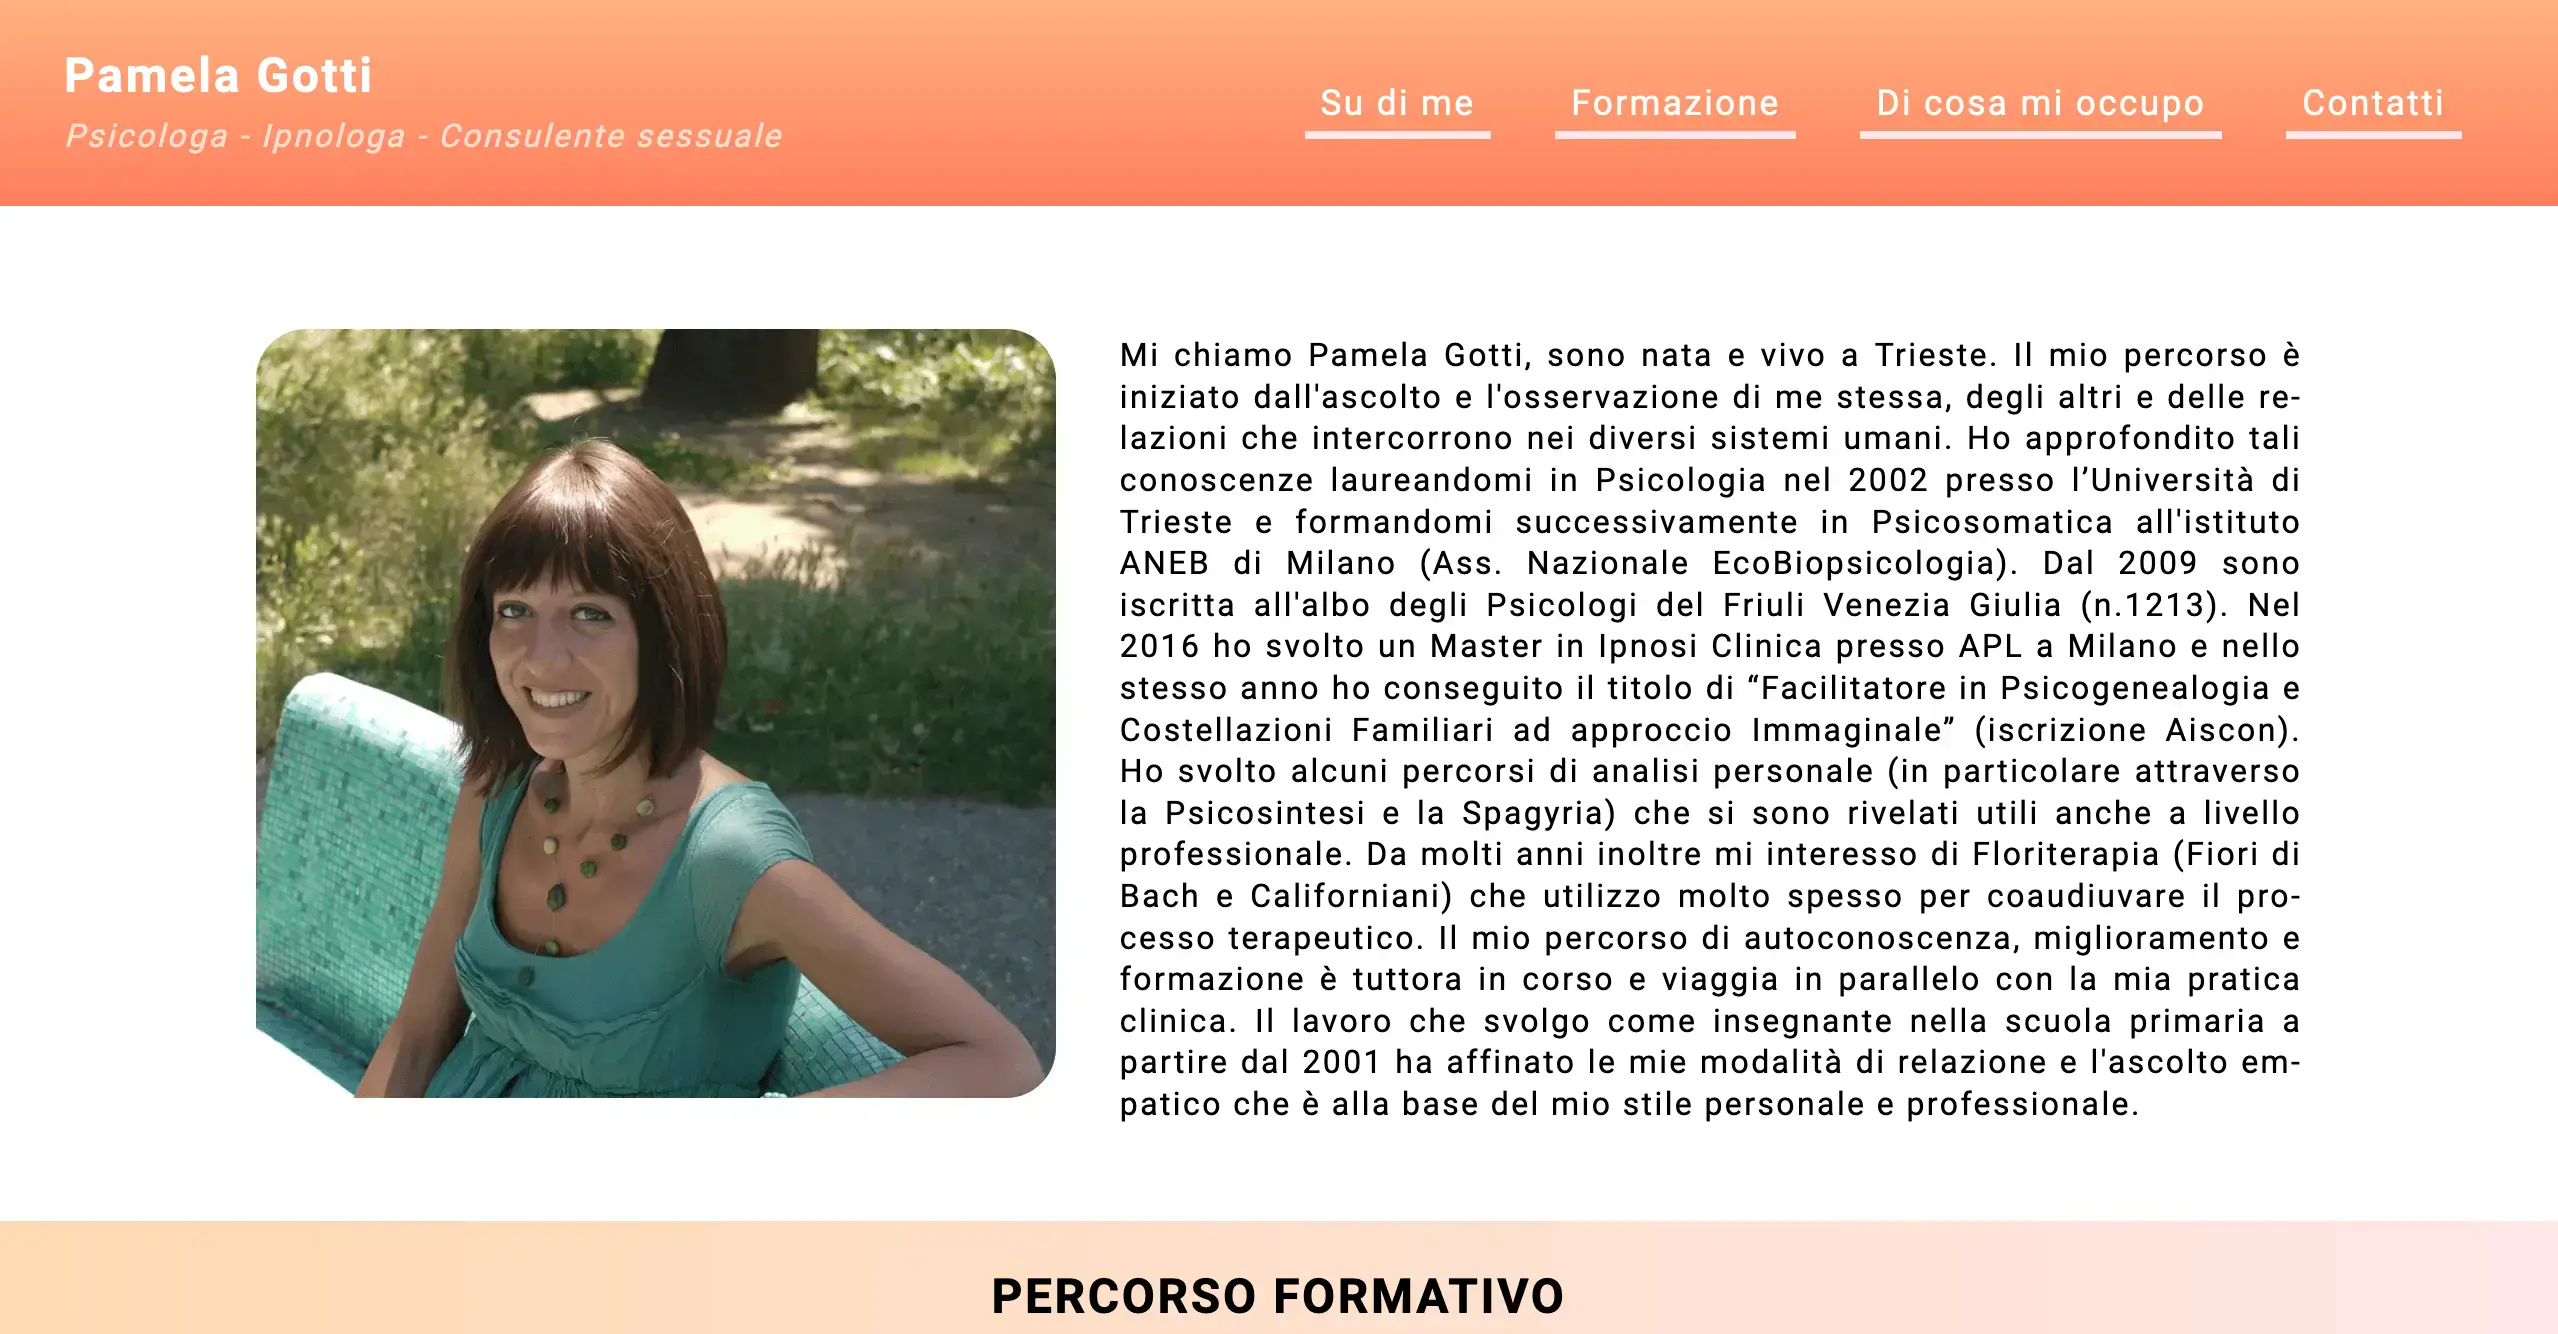 Pamela Gotti
Psicologa - Ipnologa - Consulente sessuale
Su di me
Formazione
Di cosa mi occupo
Contatti
Mi chiamo Pamela Gotti, sono nata e vivo a Trieste. Il mio percorso è
iniziato dall'ascolto e l'osservazione di me stessa, degli altri e delle re-
lazioni che intercorrono nei diversi sistemi umani. Ho approfondito tali
conoscenze laureandomi in Psicologia nel 2002 presso l’Università di
Trieste e formandomi successivamente in Psicosomatica all'istituto
ANEB di Milano (Ass. Nazionale EcoBiopsicologia). Dal 2009 sono
iscritta all'albo degli Psicologi del Friuli Venezia Giulia (n.1213). Nel
2016 ho svolto un Master in Ipnosi Clinica presso APL a Milano e nello
stesso anno ho conseguito il titolo di “Facilitatore in Psicogenealogia e
Costellazioni Familiari ad approccio Immaginale” (iscrizione Aiscon).
Ho svolto alcuni percorsi di analisi personale (in particolare attraverso
la Psicosintesi e la Spagyria) che si sono rivelati utili anche a livello
professionale. Da molti anni inoltre mi interesso di Floriterapia (Fiori di
Bach e Californiani) che utilizzo molto spesso per coaudiuvare il pro-
cesso terapeutico. Il mio percorso di autoconoscenza, miglioramento e
formazione è tuttora in corso e viaggia in parallelo con la mia pratica
clinica. Il lavoro che svolgo come insegnante nella scuola primaria a
partire dal 2001 ha affinato le mie modalità di relazione e l'ascolto em-
patico che è alla base del mio stile personale e professionale.
PERCORSO FORMATIVO